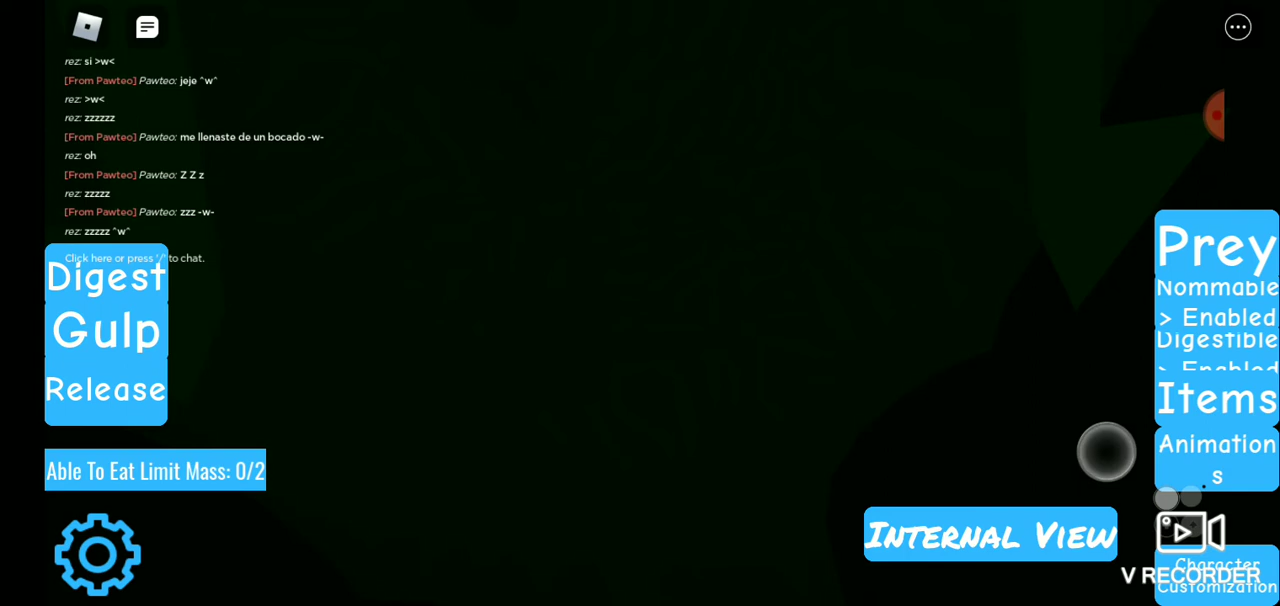 rez: si >w<
[From Pawteo] Pawteo: jeje ^w^
rez: >w<
rez: zzzzzz
[From Pawteo] Pawteo: me llenaste de un bocado -w-
rez: oh
[From Pawteo] Pawteo: Z Z z
rez: zzzzz
[From Pawteo] Pawteo: zzz -w-
rez: zzzzz ^w^
Click here or press '/' to chat.
Digest
Gulp
Release
Able To Eat Limit Mass: 0/2
Prey
Nommable
> Enabled
Digestible
> Enabled
Items
Animation
s
Internal View
V RECORDER
Character
Customization